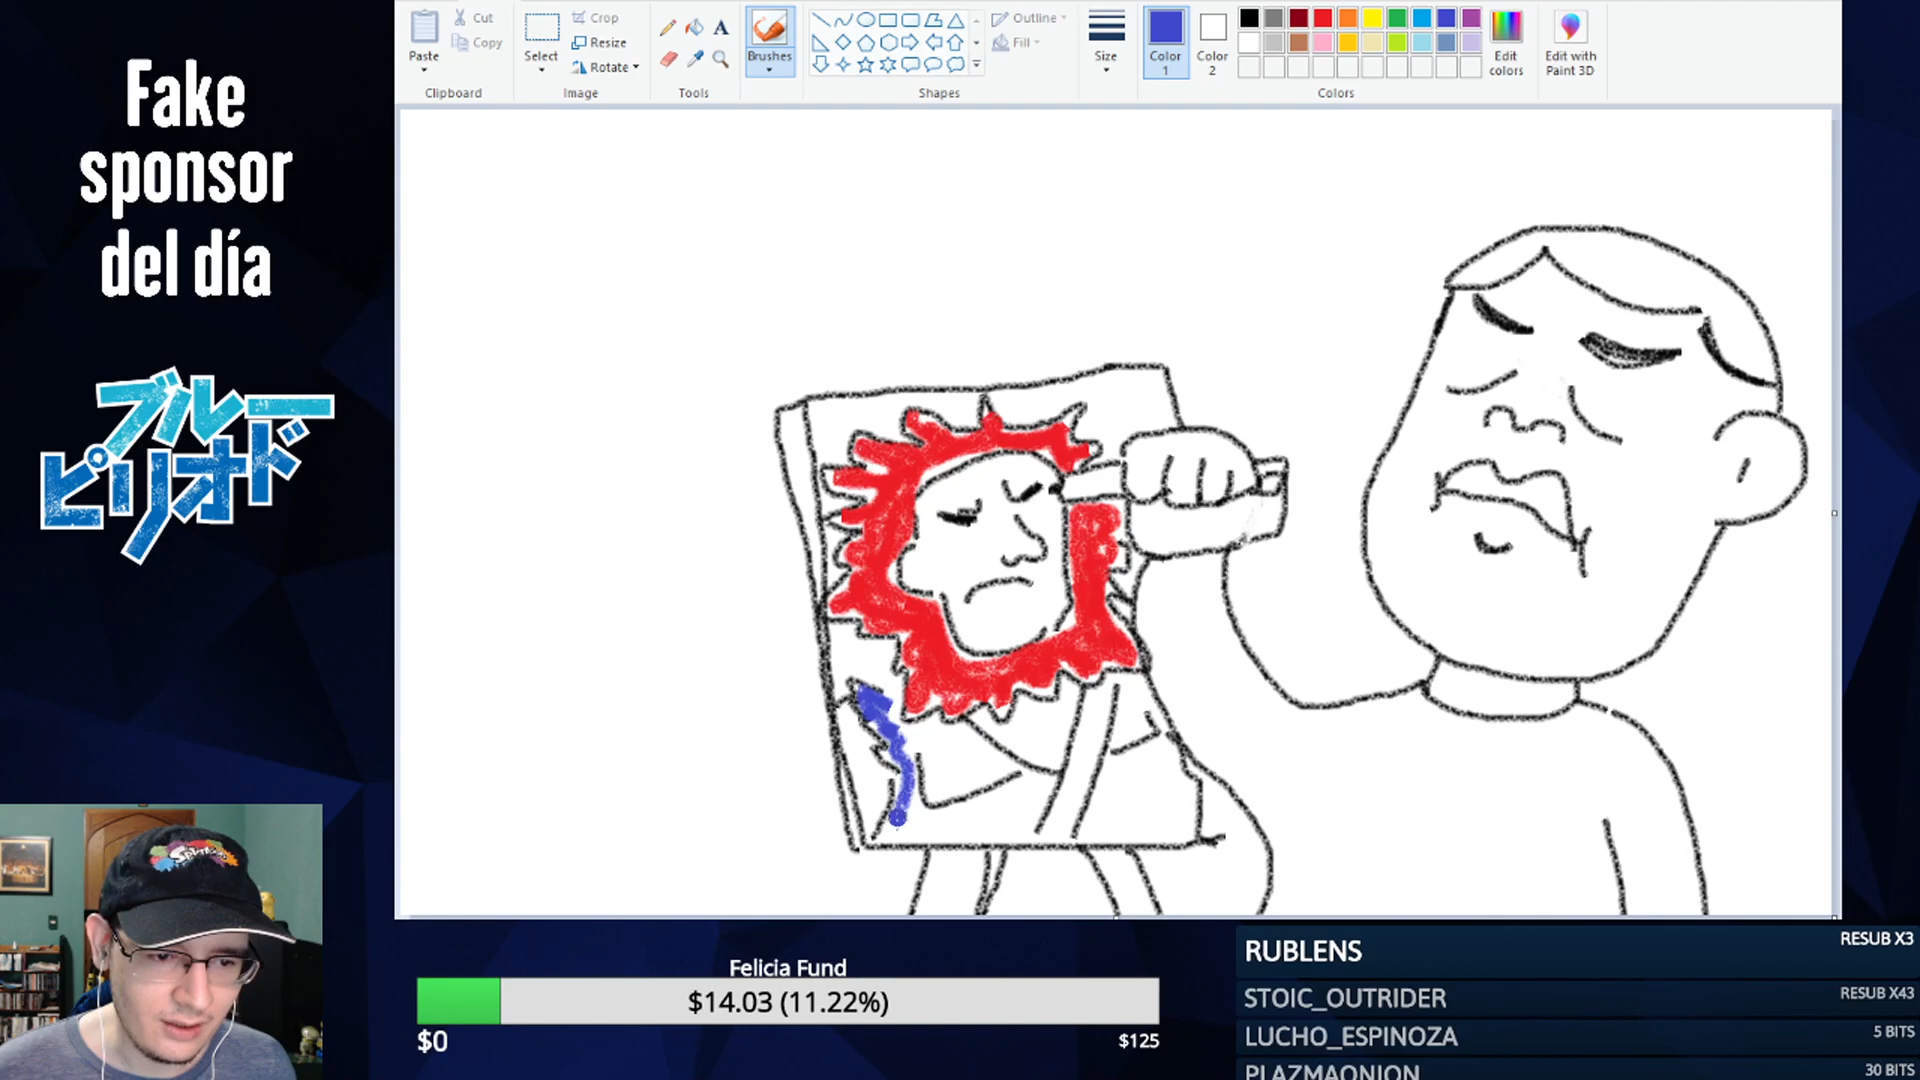 Fake
sponsor
del día
ブルー
ピリオド
Paste
Cut
Copy
Clipboard
Select
Crop
Resize
Rotate
Image
A
Tools
Brushes
Shapes
Outline
Fill
Size
Color
1
Color
2
Colors
Edit
colors
Edit with
Paint 3D
Felicia Fund
$14.03 (11.22%)
$0
$125
RUBLENS
RESUB X3
STOIC_OUTRIDER
RESUB X43
LUCHO_ESPINOZA
5 BITS
PLAZMAONION
30 BITS